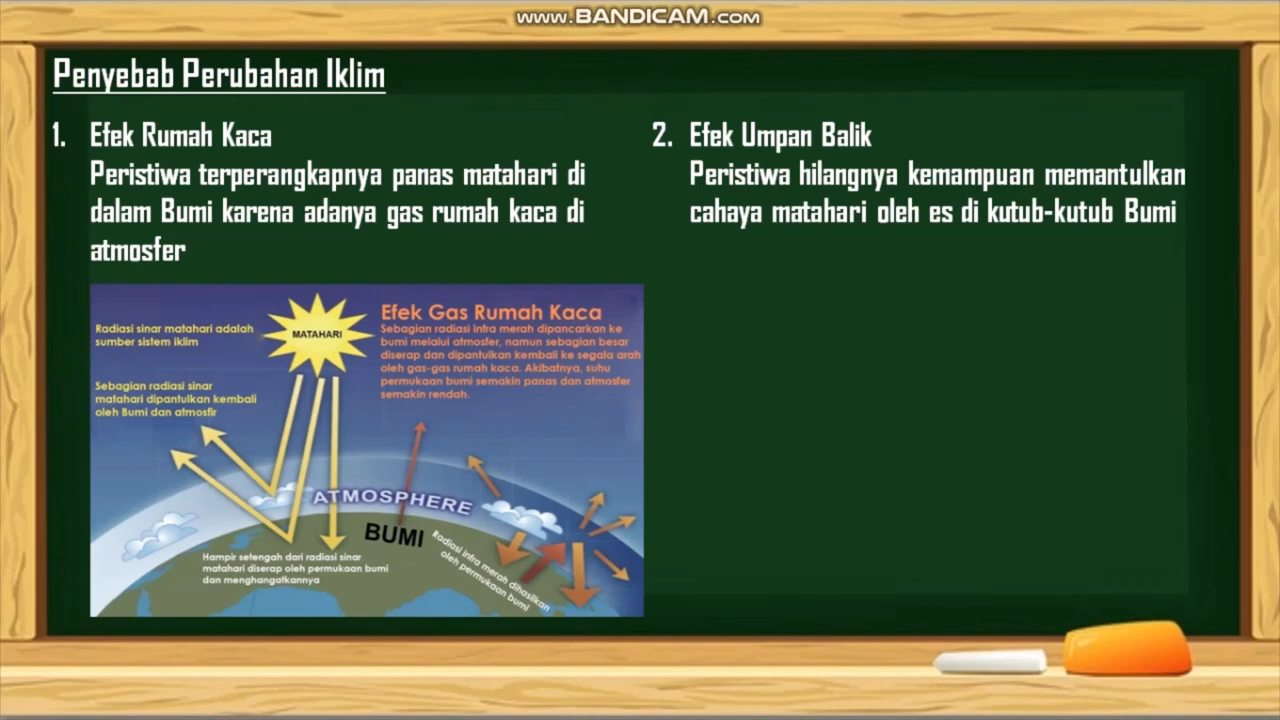 www.BANDICAM.com
Penyebab Perubahan Iklim
1. Efek Rumah Kaca
Peristiwa terperangkapnya panas matahari di
dalam Bumi karena adanya gas rumah kaca di
atmosfer
2. Efek Umpan Balik
Peristiwa hilangnya kemampuan memantulkan
cahaya matahari oleh es di kutub-kutub Bumi
Efek Gas Rumah Kaca
Sebagian radiasi infra merah dipancarkan ke
bumi melalui atmosfer, namun sebagian besar
diserap dan dipantulkan kembali ke segala arah
oleh gas-gas rumah kaca. Akibatnya, suhu
permukaan bumi semakin panas dan atmosfer
semakin rendah.
MATAHARI
Radiasi sinar matahari adalah
sumber sistem iklim
Sebagian radiasi sinar
matahari dipantulkan kembali
oleh Bumi dan atmosfir
ATMOSPHERE
BUMI
Hampir setengah dari radiasi sinar
matahari diserap oleh permukaan bumi
dan menghangatkannya
Radiasi infra merah dihasilkan
oleh permukaan bumi